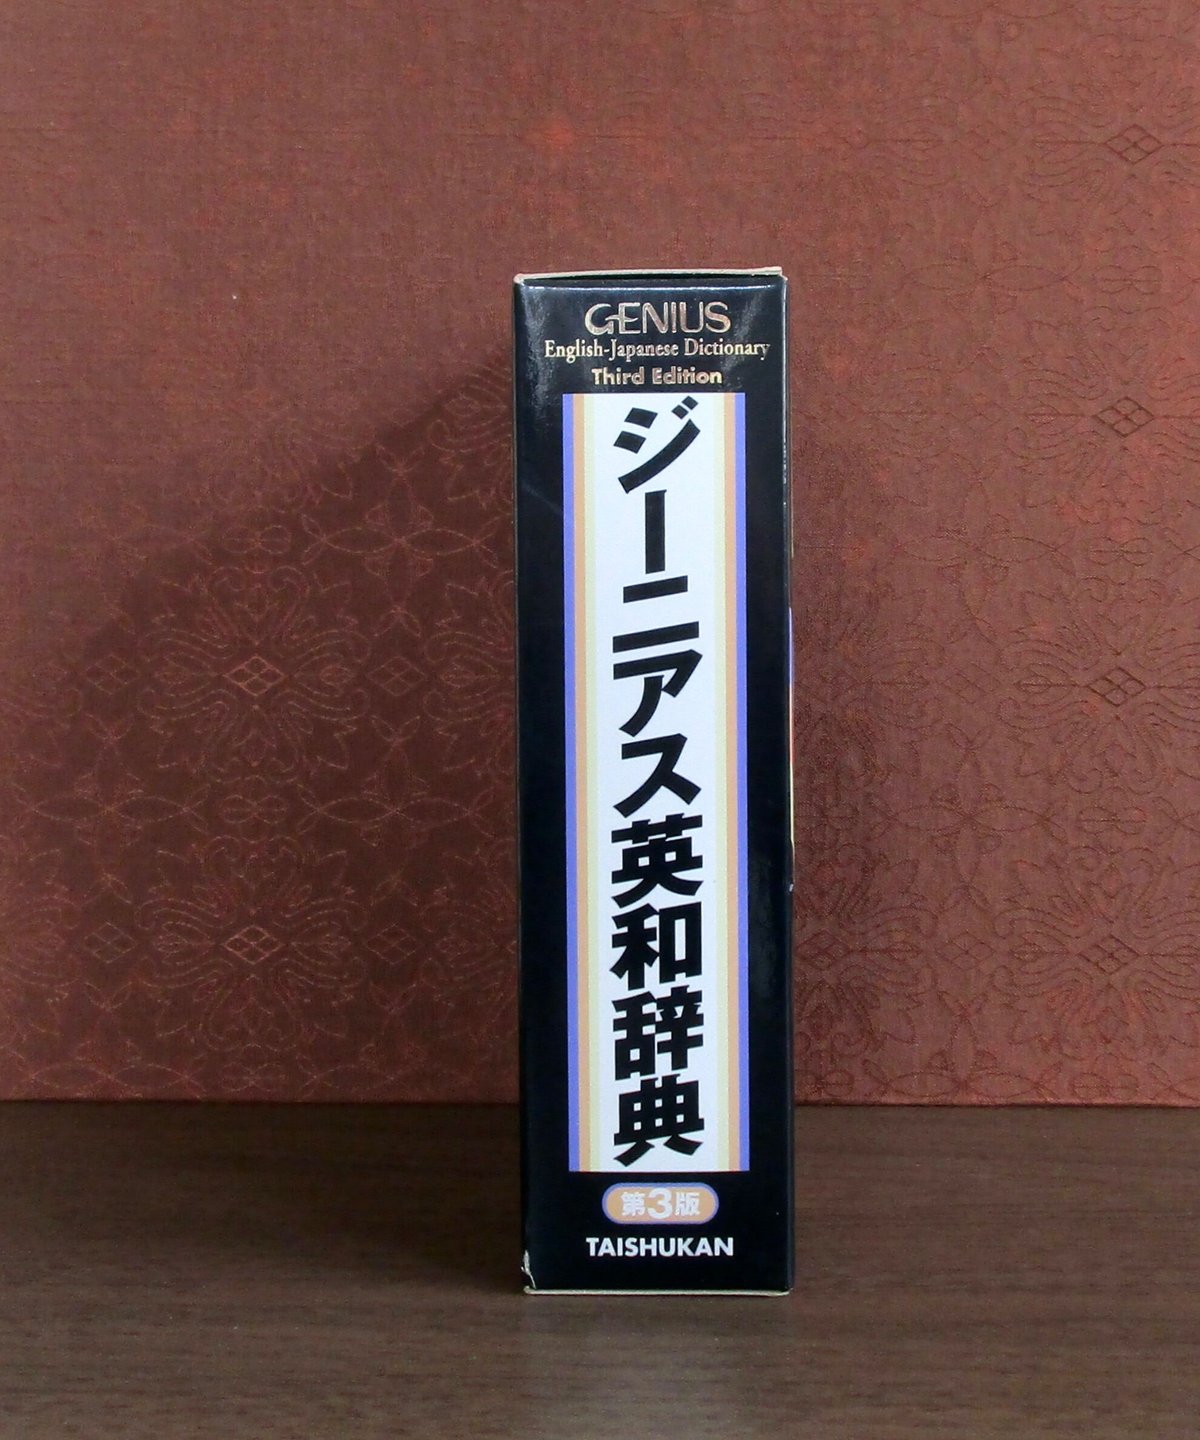 GENIUS
English-Japanese Dictionary
Third Edition
ジーニアス英和辞典
第3版
TAISHUKAN